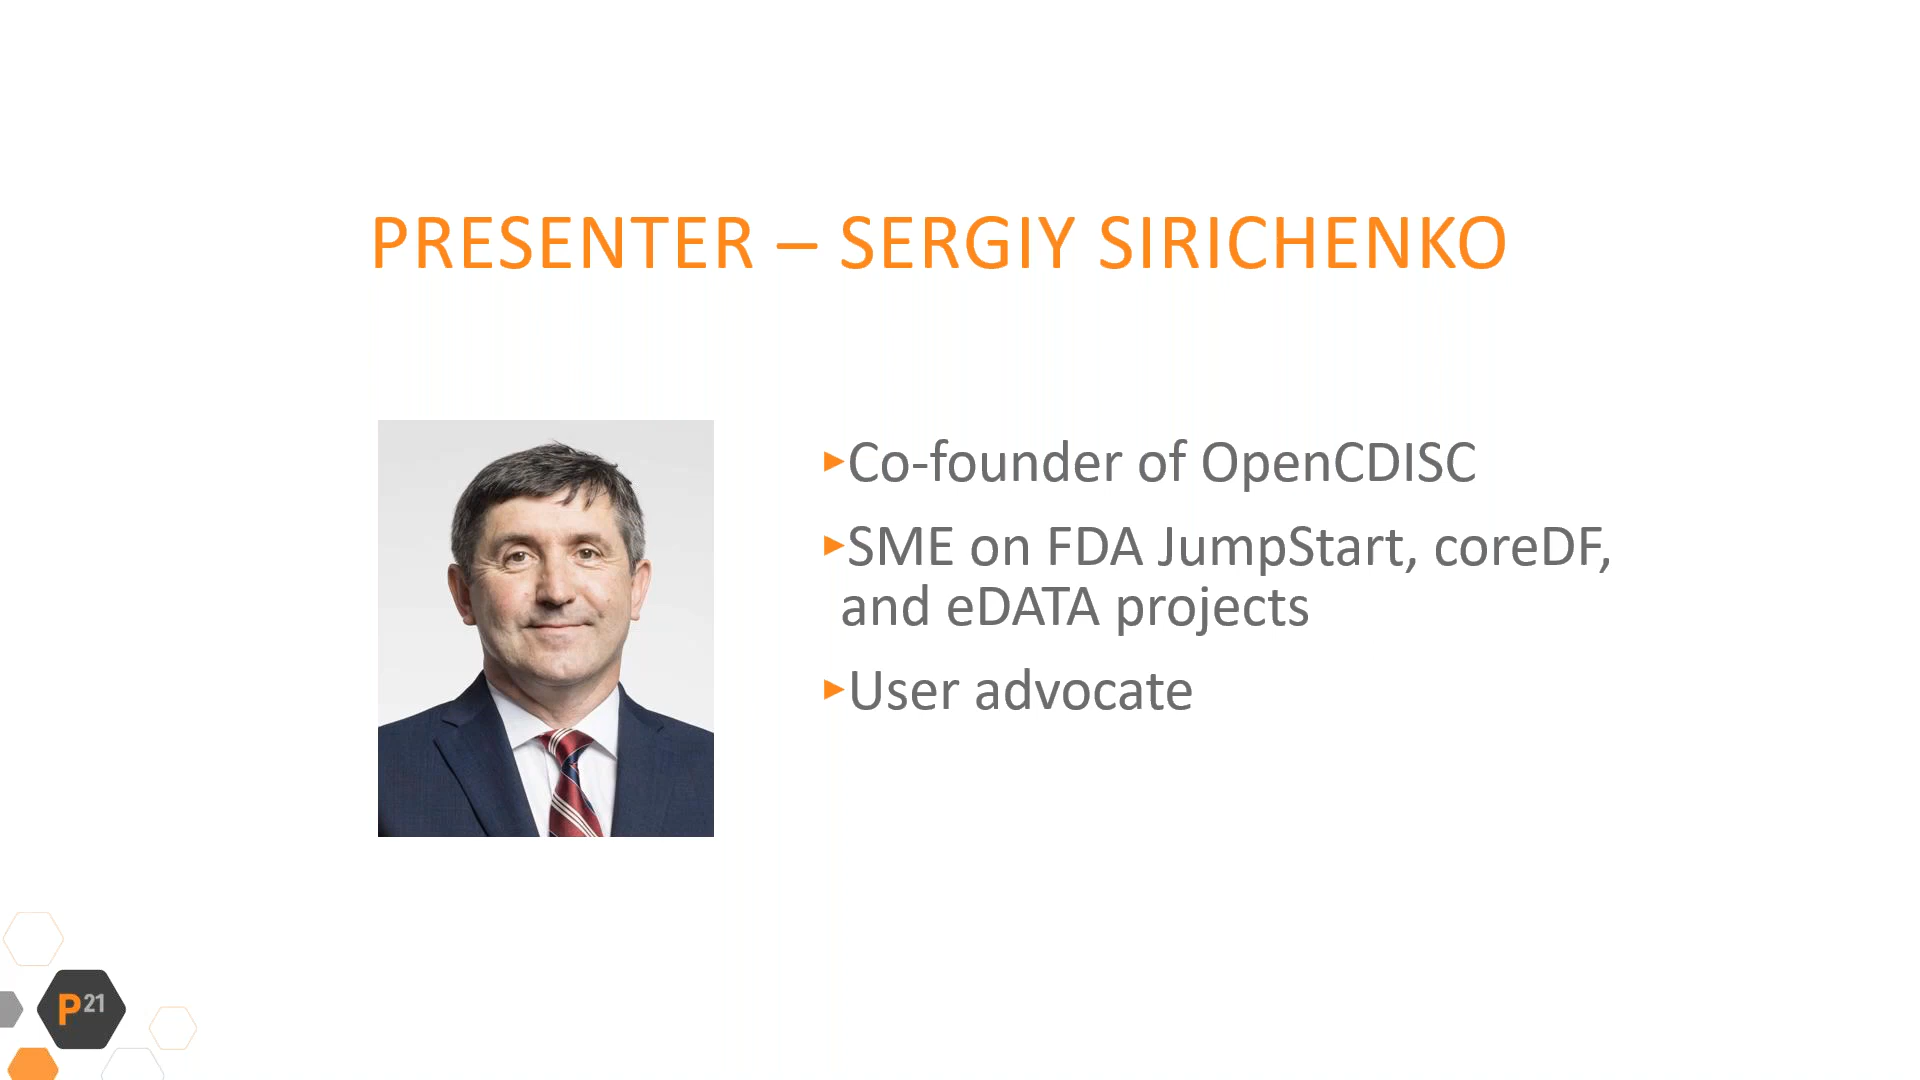 PRESENTER – SERGIY SIRICHENKO
▸Co-founder of OpenCDISC
▸SME on FDA JumpStart, coreDF,
and eDATA projects
▸User advocate
P21